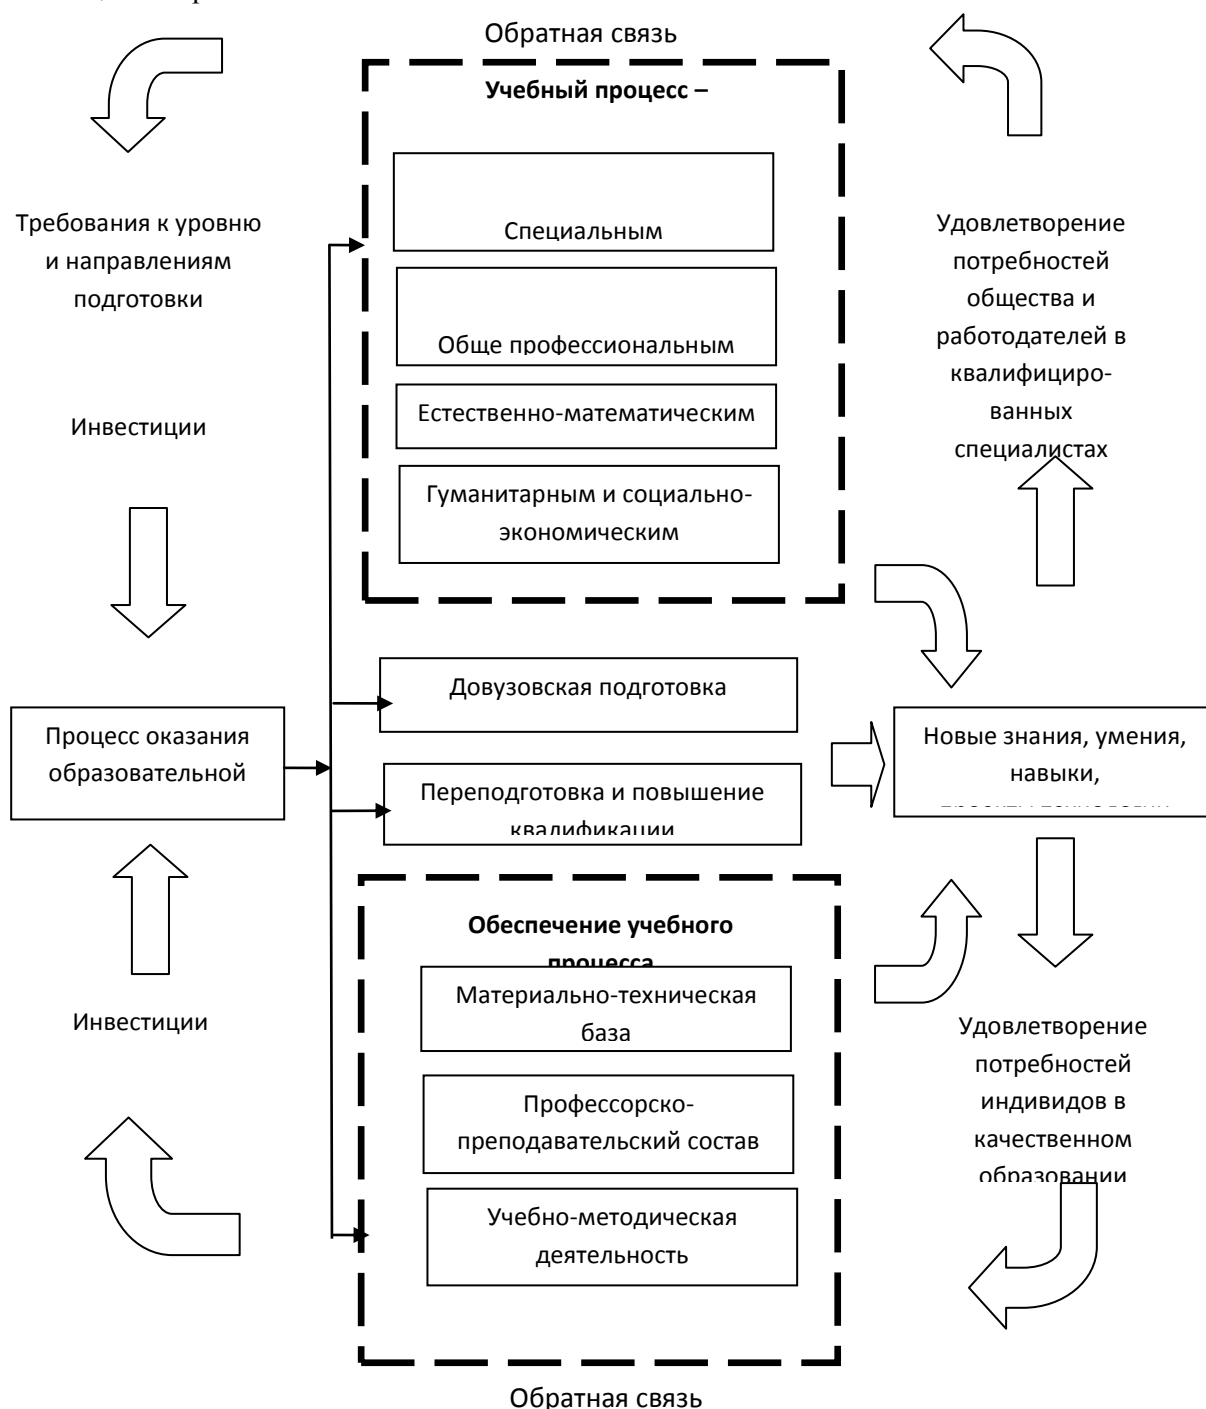 Обратная связь
Учебный процесс –
Специальным
Обще профессиональным
Естественно-математическим
Гуманитарным и социально-
экономическим
Требования к уровню
и направлениям
подготовки
Инвестиции
Удовлетворение
потребностей
общества и
работодателей в
квалифициро-
ванных
специалистах
Довузовская подготовка
Процесс оказания
образовательной
Переподготовка и повышение
квалификации
Новые знания, умения,
навыки,
Обеспечение учебного
процесса
Материально-техническая
база
Профессорско-
преподавательский состав
Учебно-методическая
деятельность
Инвестиции
Удовлетворение
потребностей
индивидов в
качественном
образовании
Обратная связь